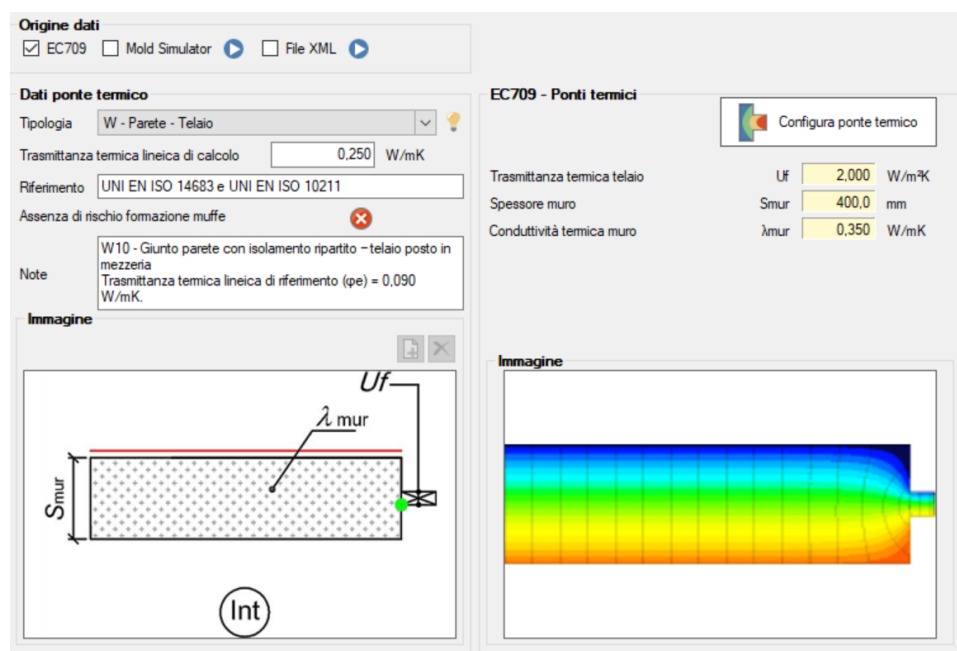 Origine dati
EC709
Mold Simulator
File XML
Dati ponte termico
Tipologia
W - Parete - Telaio
Trasmittanza termica lineica di calcolo
0,250 W/mK
Riferimento
UNI EN ISO 14683 e UNI EN ISO 10211
Assenza di rischio formazione muffe
Note
W10 - Giunto parete con isolamento ripartito – telaio posto in
mezzeria
Trasmittanza termica lineica di riferimento (φe) = 0,090
W/mK.
Immagine
Uf
λ mur
Smur
Int
EC709 - Ponti termici
Configura ponte termico
Trasmittanza termica telaio Uf 2,000 W/m²K
Spessore muro Smur 400,0 mm
Conduttività termica muro λmur 0,350 W/mK
Immagine